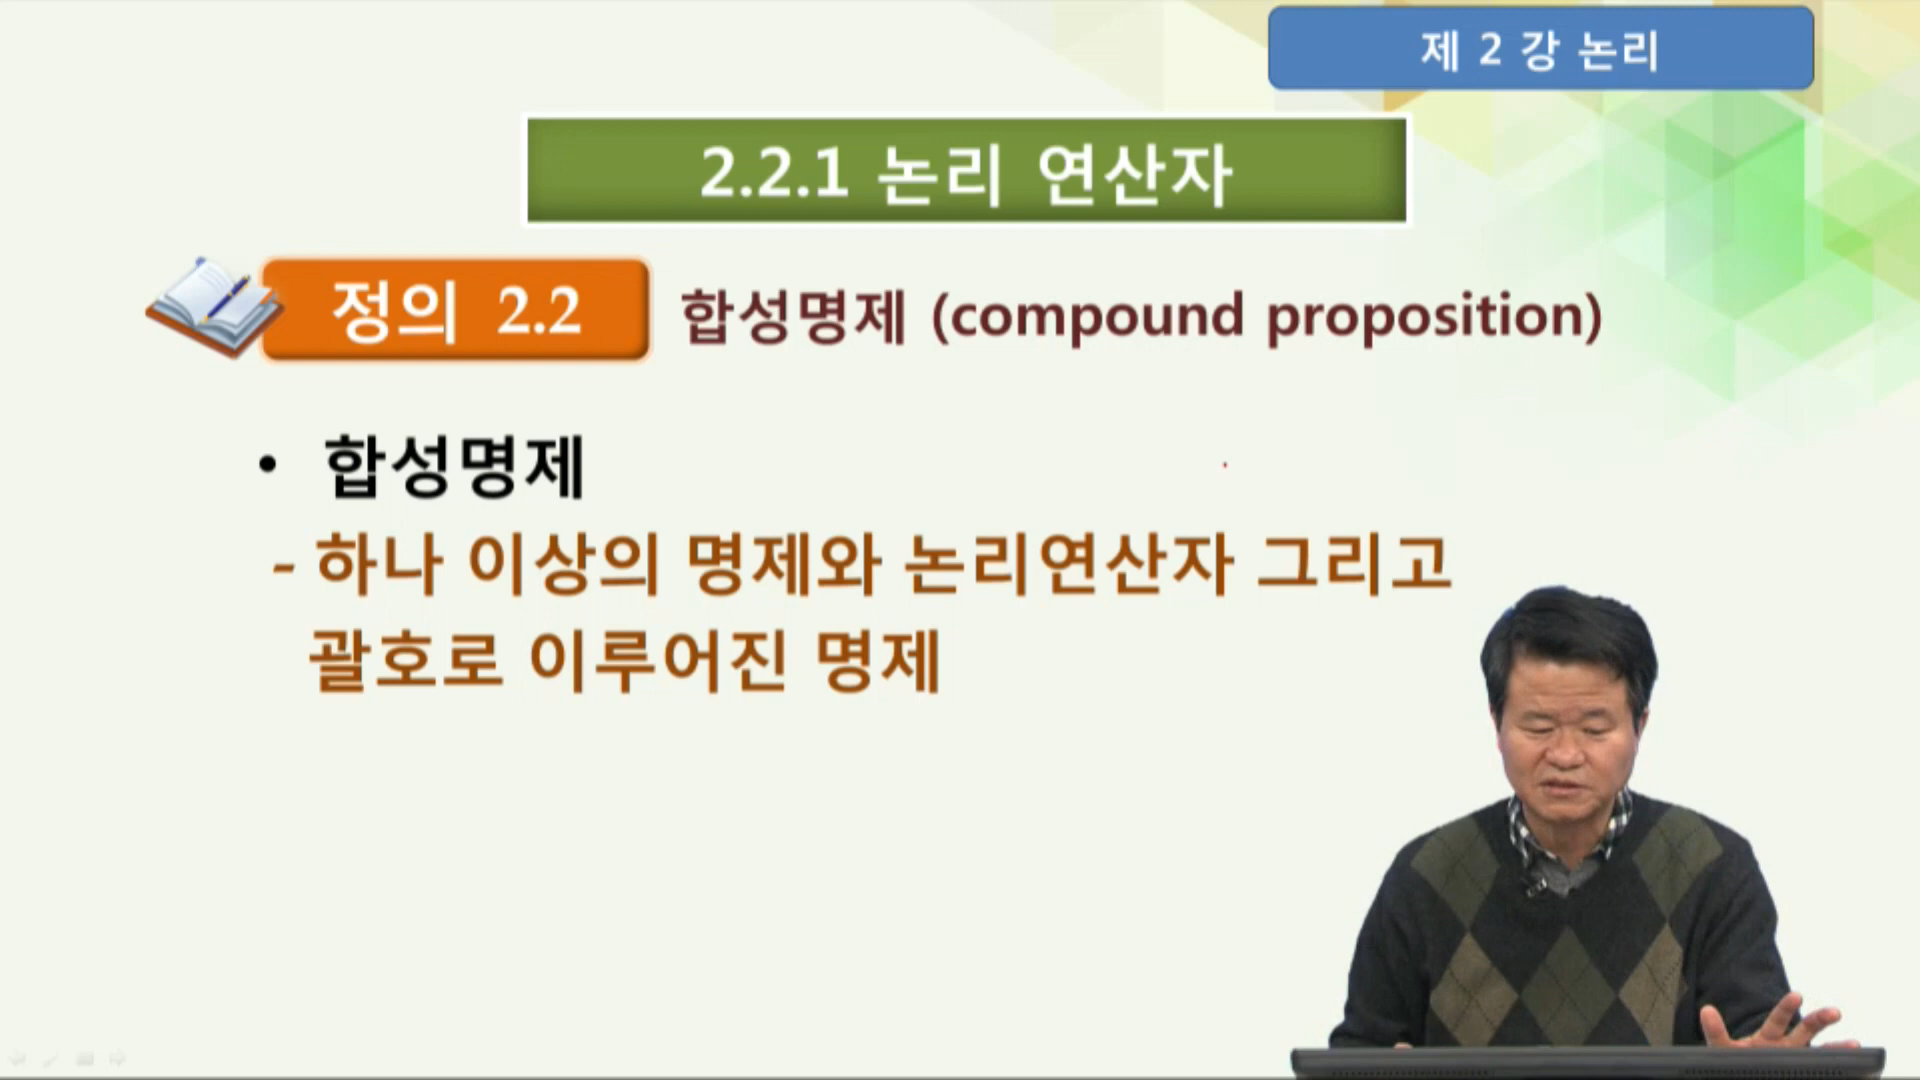 제 2 강 논리
2.2.1 논리 연산자
정의 2.2 합성명제 (compound proposition)
• 합성명제
- 하나 이상의 명제와 논리연산자 그리고
괄호로 이루어진 명제